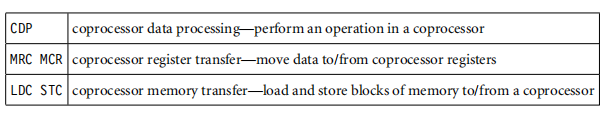 CDP coprocessor data processing—perform an operation in a coprocessor
MRC MCR coprocessor register transfer—move data to/from coprocessor registers
LDC STC coprocessor memory transfer—load and store blocks of memory to/from a coprocessor